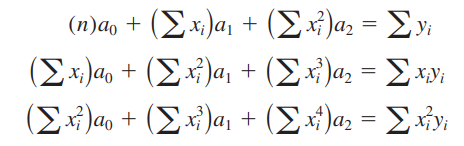 (n)a₀ + (∑xᵢ)a₁ + (∑xᵢ²)a₂ = ∑yᵢ
(∑xᵢ)a₀ + (∑xᵢ²)a₁ + (∑xᵢ³)a₂ = ∑xᵢyᵢ
(∑xᵢ²)a₀ + (∑xᵢ³)a₁ + (∑xᵢ⁴)a₂ = ∑xᵢ²yᵢ